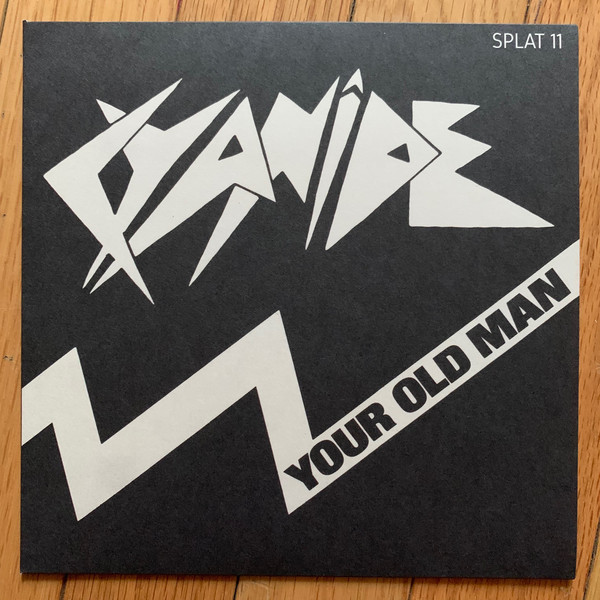 SPLAT 11
CYANIDE
YOUR OLD MAN